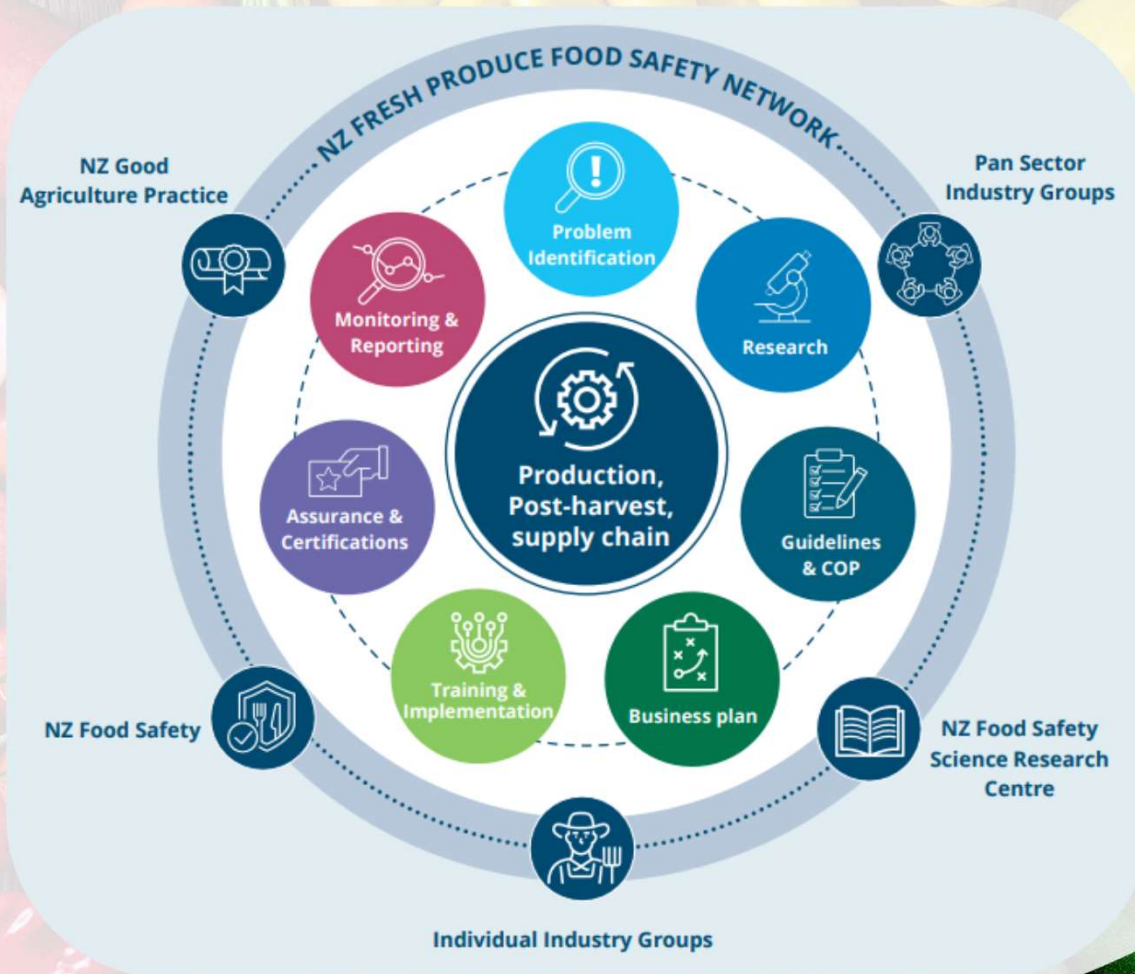 NZ FRESH PRODUCE FOOD SAFETY NETWORK
NZ Good
Agriculture Practice
Pan Sector
Industry Groups
Problem
Identification
Monitoring &
Reporting
Research
Production,
Post-harvest,
supply chain
Assurance &
Certifications
Guidelines
& COP
Training &
Implementation
Business plan
NZ Food Safety
NZ Food Safety
Science Research
Centre
Individual Industry Groups